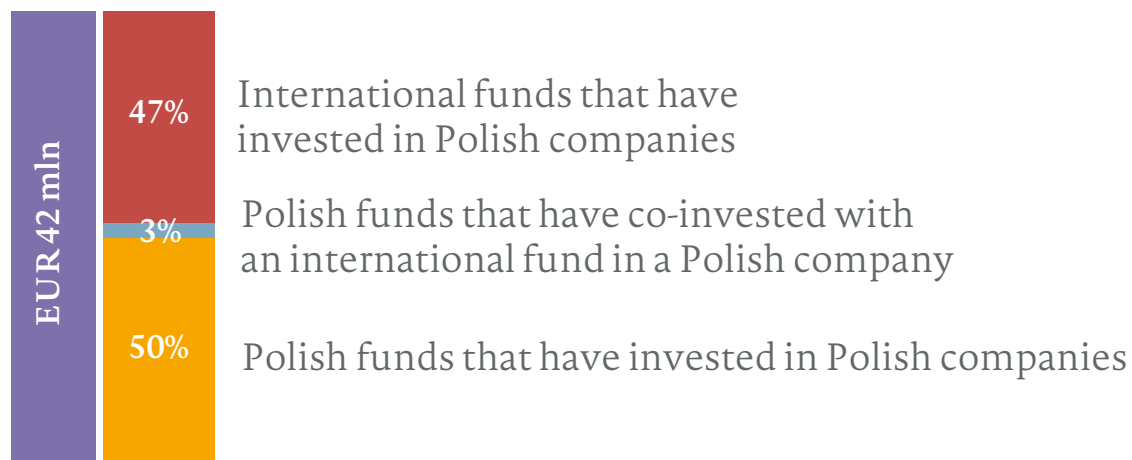 EUR 42 mln
47%
International funds that have
invested in Polish companies
3%
Polish funds that have co-invested with
an international fund in a Polish company
50%
Polish funds that have invested in Polish companies